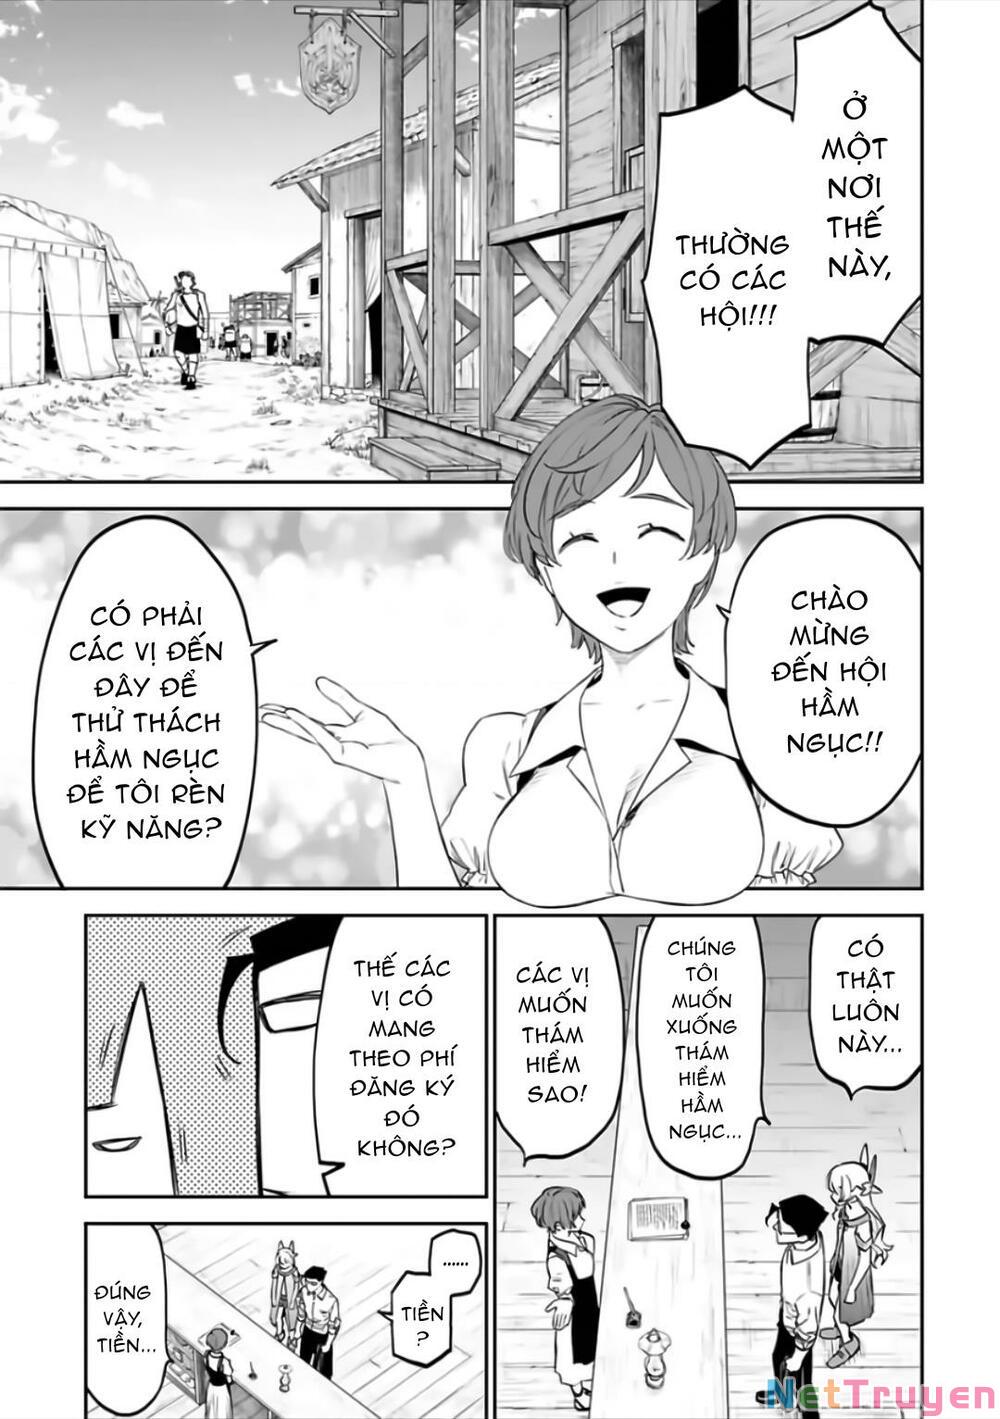 Ở
MỘT
NƠI
THẾ
NÀY,
THƯỜNG
CÓ CÁC
HỘI!!!
CHÀO
MỪNG
ĐẾN HỘI
HẦM
NGỤC!!
CÓ PHẢI
CÁC VỊ ĐẾN
ĐÂY ĐỂ
THỬ THÁCH
HẦM NGỤC
ĐỂ TÔI RÈN
KỸ NĂNG?
CÓ
THẬT
LUÔN
NÀY...
CHÚNG
TÔI
MUỐN
XUỐNG
THÁM
HIỂM
HẦM
NGỤC...
CÁC VỊ
MUỐN
THÁM
HIỂM
SAO!
THẾ CÁC
VỊ CÓ
MANG
THEO PHÍ
ĐĂNG KÝ
ĐÓ
KHÔNG?
......
TIỀN
?
ĐÚNG
VẬY,
TIỀN...
NetTruyen